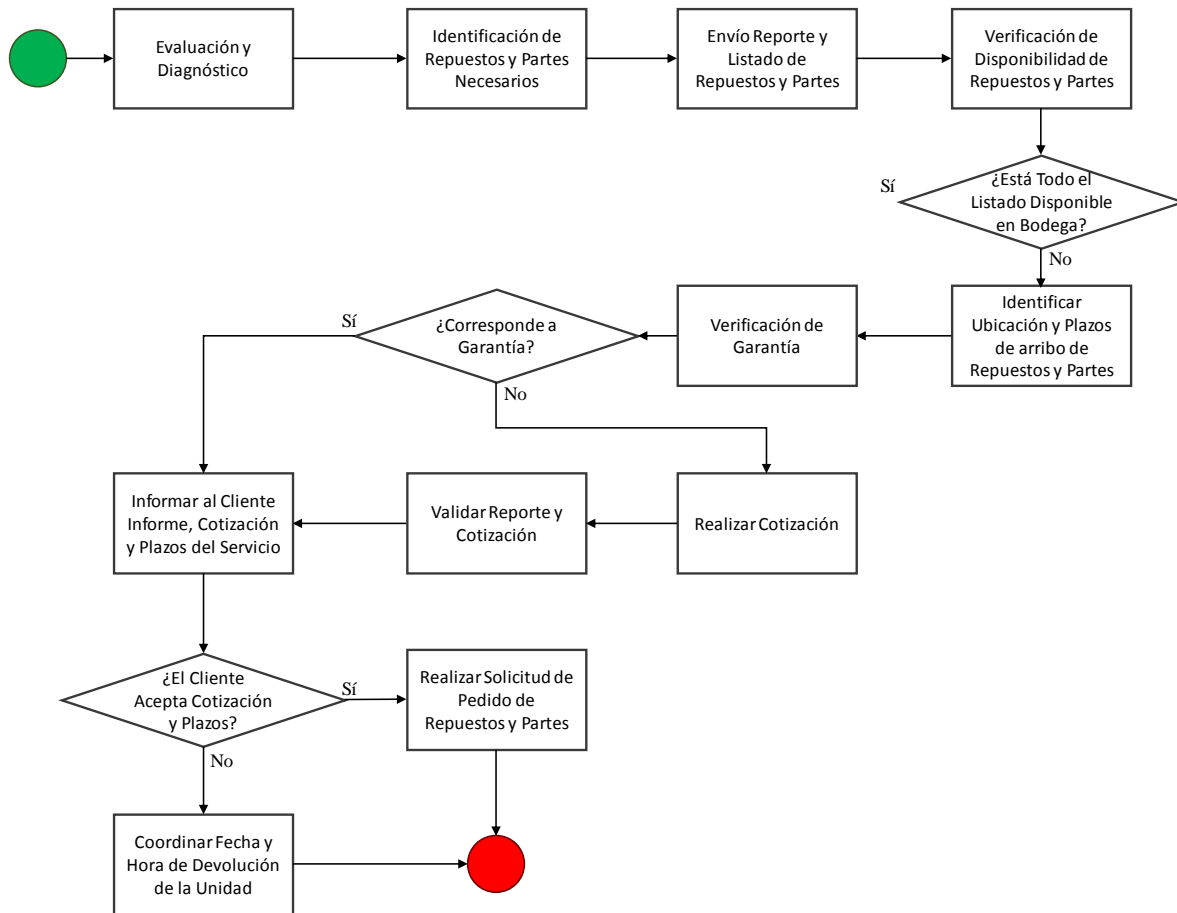 Evaluación y
Diagnóstico
Identificación de
Repuestos y Partes
Necesarios
Envío Reporte y
Listado de
Repuestos y Partes
Verificación de
Disponibilidad de
Repuestos y Partes
Sí
¿Está Todo el
Listado Disponible
en Bodega?
No
Identificar
Ubicación y Plazos
de arribo de
Repuestos y Partes
Verificación de
Garantía
¿Corresponde a
Garantía?
Sí
No
Realizar Cotización
Validar Reporte y
Cotización
Informar al Cliente
Informe, Cotización
y Plazos del Servicio
¿El Cliente
Acepta Cotización
y Plazos?
Sí
Realizar Solicitud de
Pedido de
Repuestos y Partes
No
Coordinar Fecha y
Hora de Devolución
de la Unidad